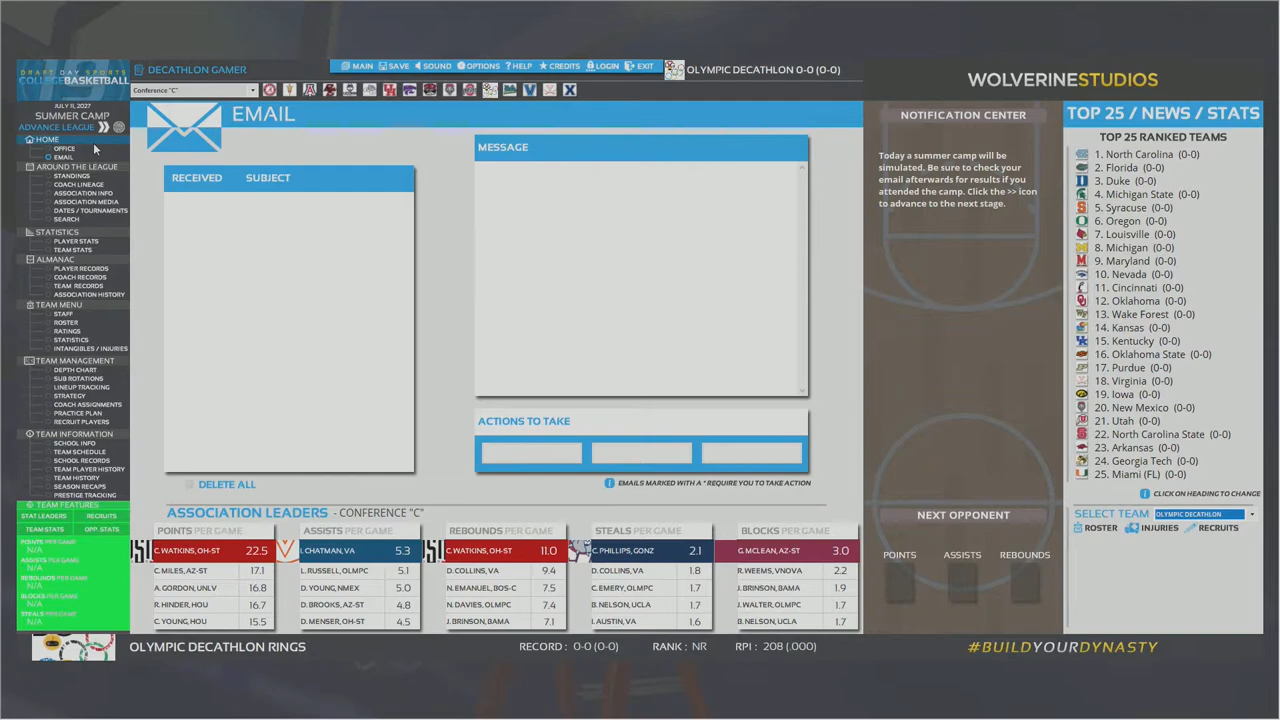 DRAFT DAY SPORTS
COLLEGEBASKETBALL
DECATHLON GAMER
MAIN SAVE SOUND OPTIONS HELP CREDITS LOGIN EXIT
OLYMPIC DECATHLON 0-0 (0-0)
Conference "C"
WOLVERINESTUDIOS
JULY 11, 2027
SUMMER CAMP
ADVANCE LEAGUE
HOME
OFFICE
EMAIL
AROUND THE LEAGUE
STANDINGS
COACH LINEAGE
ASSOCIATION INFO
ASSOCIATION MEDIA
DATES / TOURNAMENTS
SEARCH
STATISTICS
PLAYER STATS
TEAM STATS
ALMANAC
PLAYER RECORDS
COACH RECORDS
TEAM RECORDS
ASSOCIATION HISTORY
TEAM MENU
STAFF
ROSTER
RATINGS
STATISTICS
INTANGIBLES / INJURIES
TEAM MANAGEMENT
DEPTH CHART
SUB ROTATIONS
LINEUP TRACKING
STRATEGY
COACH ASSIGNMENTS
PRACTICE PLAN
RECRUIT PLAYERS
TEAM INFORMATION
SCHOOL INFO
TEAM SCHEDULE
SCHOOL RECORDS
TEAM PLAYER HISTORY
TEAM HISTORY
SEASON RECAPS
PRESTIGE TRACKING
TEAM FEATURES
STAT LEADERS RECRUITS
TEAM STATS OPP. STATS
POINTS PER GAME
N/A
ASSISTS PER GAME
N/A
REBOUNDS PER GAME
N/A
BLOCKS PER GAME
N/A
STEALS PER GAME
N/A
EMAIL
RECEIVED SUBJECT
MESSAGE
ACTIONS TO TAKE
DELETE ALL
EMAILS MARKED WITH A * REQUIRE YOU TO TAKE ACTION
ASSOCIATION LEADERS - CONFERENCE "C"
POINTS PER GAME
C.WATKINS, OH-ST 22.5
C. MILES, AZ-ST 17.1
A. GORDON, UNLV 16.8
R. HINDER, HOU 16.7
C. YOUNG, HOU 15.5
ASSISTS PER GAME
I.CHATMAN, VA 5.3
L. RUSSELL, OLMPC 5.1
D. YOUNG, NMEX 5.0
D. BROOKS, AZ-ST 4.8
D. MENSER, OH-ST 4.5
REBOUNDS PER GAME
C.WATKINS, OH-ST 11.0
D. COLLINS, VA 9.4
N. EMANUEL, BOS-C 7.5
N. DAVIES, OLMPC 7.4
J. BRINSON, BAMA 7.1
STEALS PER GAME
C.PHILLIPS, GONZ 2.1
D. COLLINS, VA 1.8
C. EMERY, OLMPC 1.7
B. NELSON, UCLA 1.7
I. AUSTIN, VA 1.6
BLOCKS PER GAME
G.MCLEAN, AZ-ST 3.0
R. WEEMS, VNOVA 2.2
J. BRINSON, BAMA 1.9
J. WALTER, OLMPC 1.7
B. NELSON, UCLA 1.7
NOTIFICATION CENTER
Today a summer camp will be
simulated. Be sure to check your
email afterwards for results if you
attended the camp. Click the >> icon
to advance to the next stage.
NEXT OPPONENT
POINTS ASSISTS REBOUNDS
TOP 25 / NEWS / STATS
TOP 25 RANKED TEAMS
1. North Carolina (0-0)
2. Florida (0-0)
3. Duke (0-0)
4. Michigan State (0-0)
5. Syracuse (0-0)
6. Oregon (0-0)
7. Louisville (0-0)
8. Michigan (0-0)
9. Maryland (0-0)
10. Nevada (0-0)
11. Cincinnati (0-0)
12. Oklahoma (0-0)
13. Wake Forest (0-0)
14. Kansas (0-0)
15. Kentucky (0-0)
16. Oklahoma State (0-0)
17. Purdue (0-0)
18. Virginia (0-0)
19. Iowa (0-0)
20. New Mexico (0-0)
21. Utah (0-0)
22. North Carolina State (0-0)
23. Arkansas (0-0)
24. Georgia Tech (0-0)
25. Miami (FL) (0-0)
CLICK ON HEADING TO CHANGE
SELECT TEAM OLYMPIC DECATHLON
ROSTER INJURIES RECRUITS
OLYMPIC DECATHLON RINGS
RECORD: 0-0 (0-0) RANK: NR RPI: 208 (.000)
#BUILDYOURDYNASTY